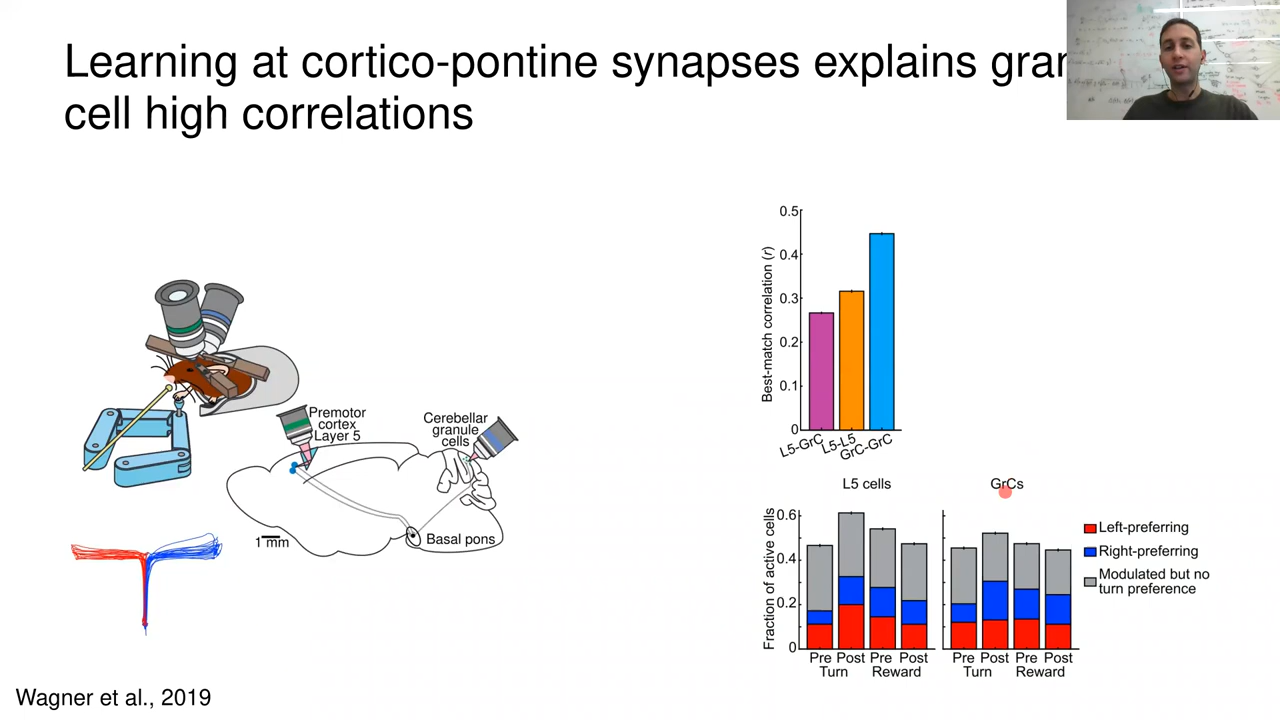 Learning at cortico-pontine synapses explains gran
cell high correlations
Premotor
cortex
Layer 5
Cerebellar
granule
cells
1 mm
Basal pons
Wagner et al., 2019
Best-match correlation (r)
0.5
0.4
0.3
0.2
0.1
0
L5-GrC
L5-L5
GrC-GrC
L5 cells
GrCs
Fraction of active cells
0.6
0.4
0.2
0
Pre Post Pre Post
Turn Reward
Pre Post Pre Post
Turn Reward
Left-preferring
Right-preferring
Modulated but no
turn preference